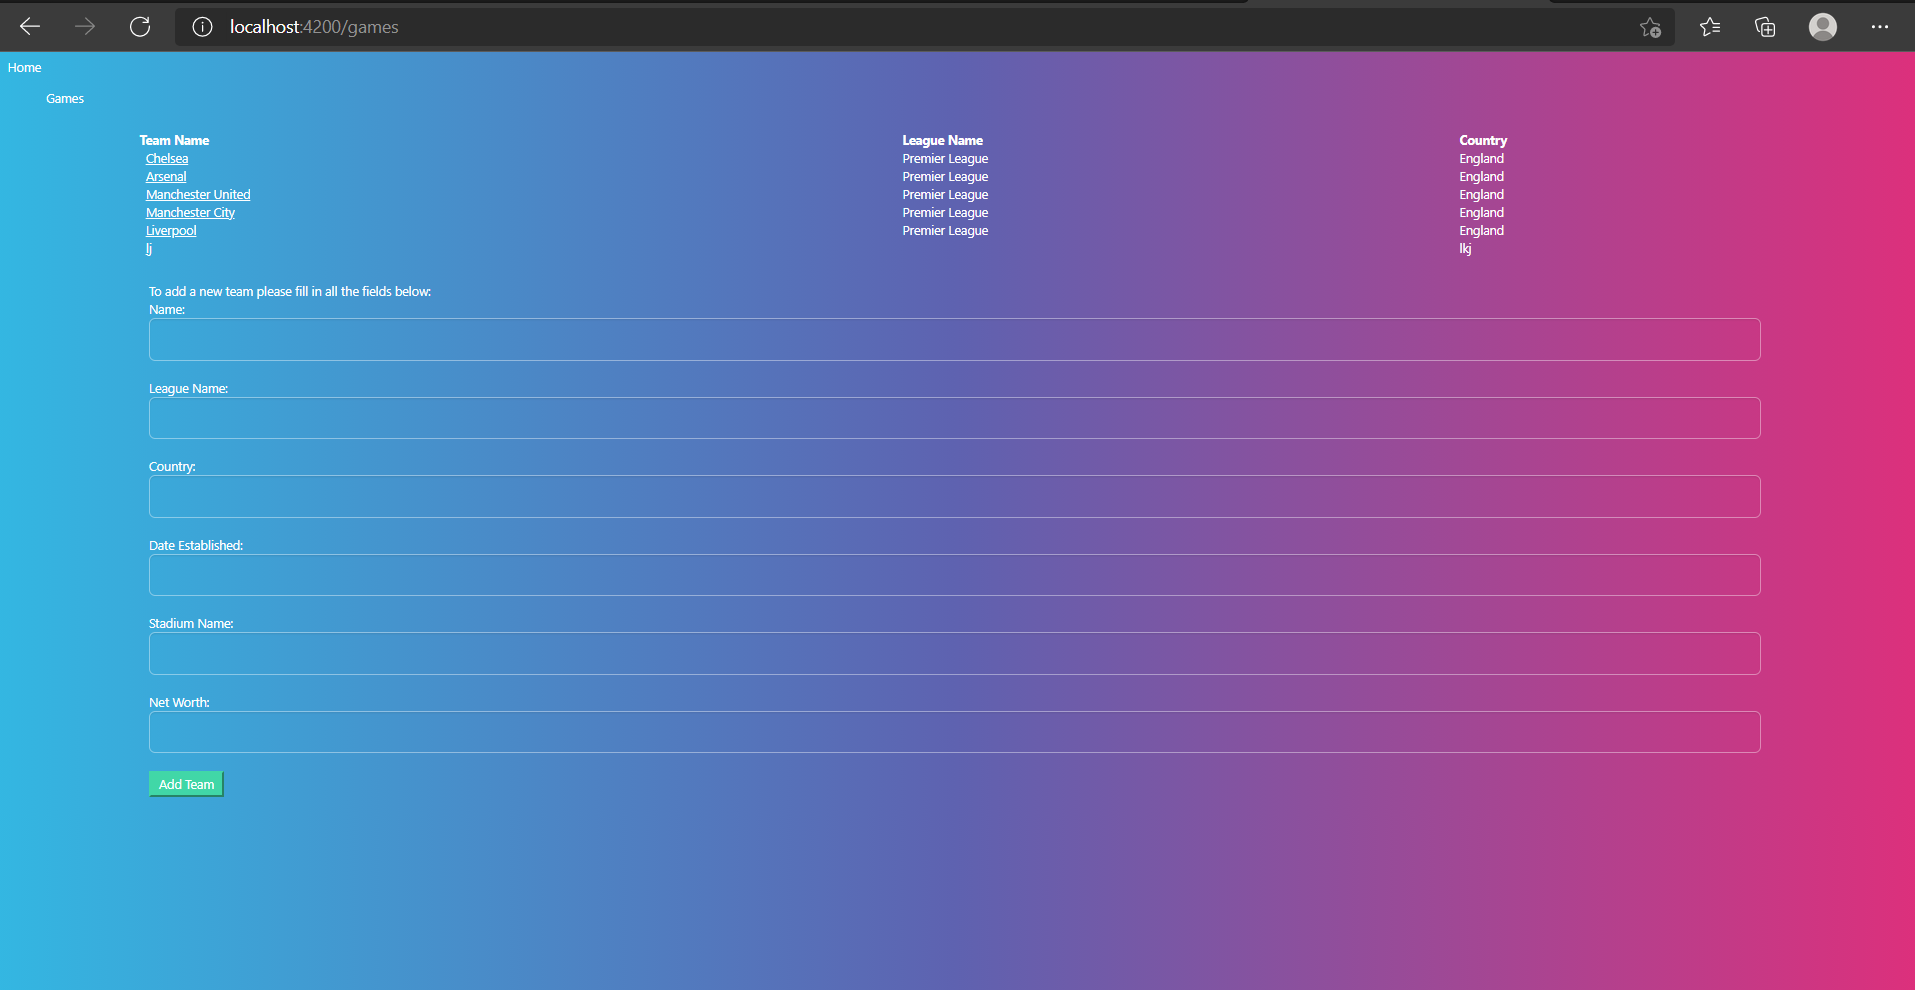 localhost:4200/games
Home
Games
Team Name League Name Country
Chelsea Premier League England
Arsenal Premier League England
Manchester United Premier League England
Manchester City Premier League England
Liverpool Premier League England
lj lkj
To add a new team please fill in all the fields below:
Name:
League Name:
Country:
Date Established:
Stadium Name:
Net Worth:
Add Team